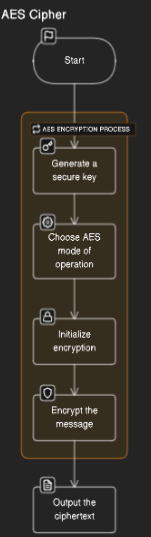 AES Cipher
Start
AES ENCRYPTION PROCESS
Generate a
secure key
Choose AES
mode of
operation
Initialize
encryption
Encrypt the
message
Output the
ciphertext